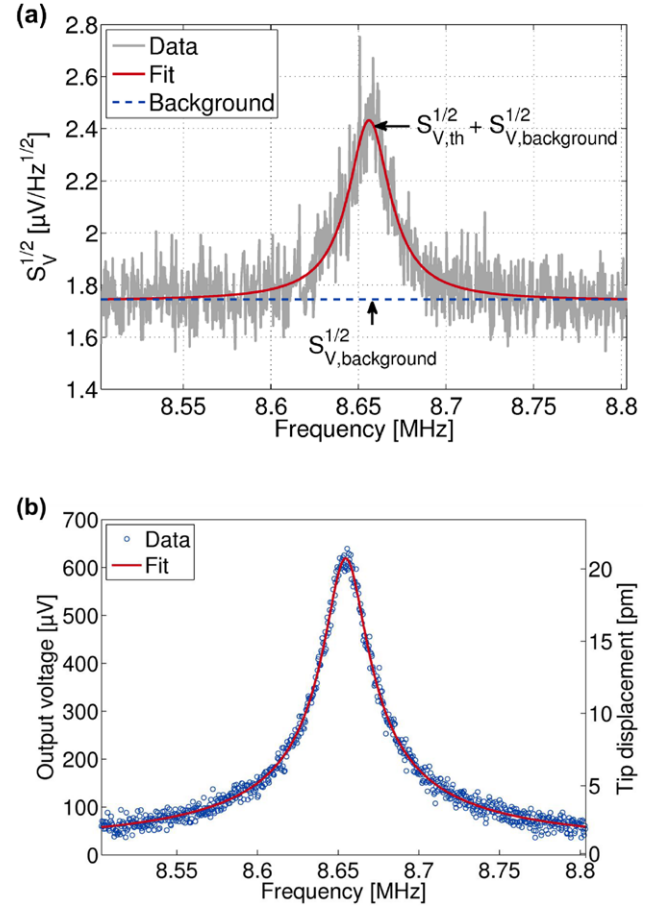 (a)
2.8
2.6
2.4
2.2
2
1.8
1.6
1.4
S_V^1/2 [µV/Hz^1/2]
Data
Fit
Background
S_V,th^1/2 + S_V,background^1/2
S_V,background^1/2
8.55 8.6 8.65 8.7 8.75 8.8
Frequency [MHz]
(b)
700
600
500
400
300
200
100
0
Output voltage [µV]
Data
Fit
20
15
10
5
0
Tip displacement [pm]
8.55 8.6 8.65 8.7 8.75 8.8
Frequency [MHz]